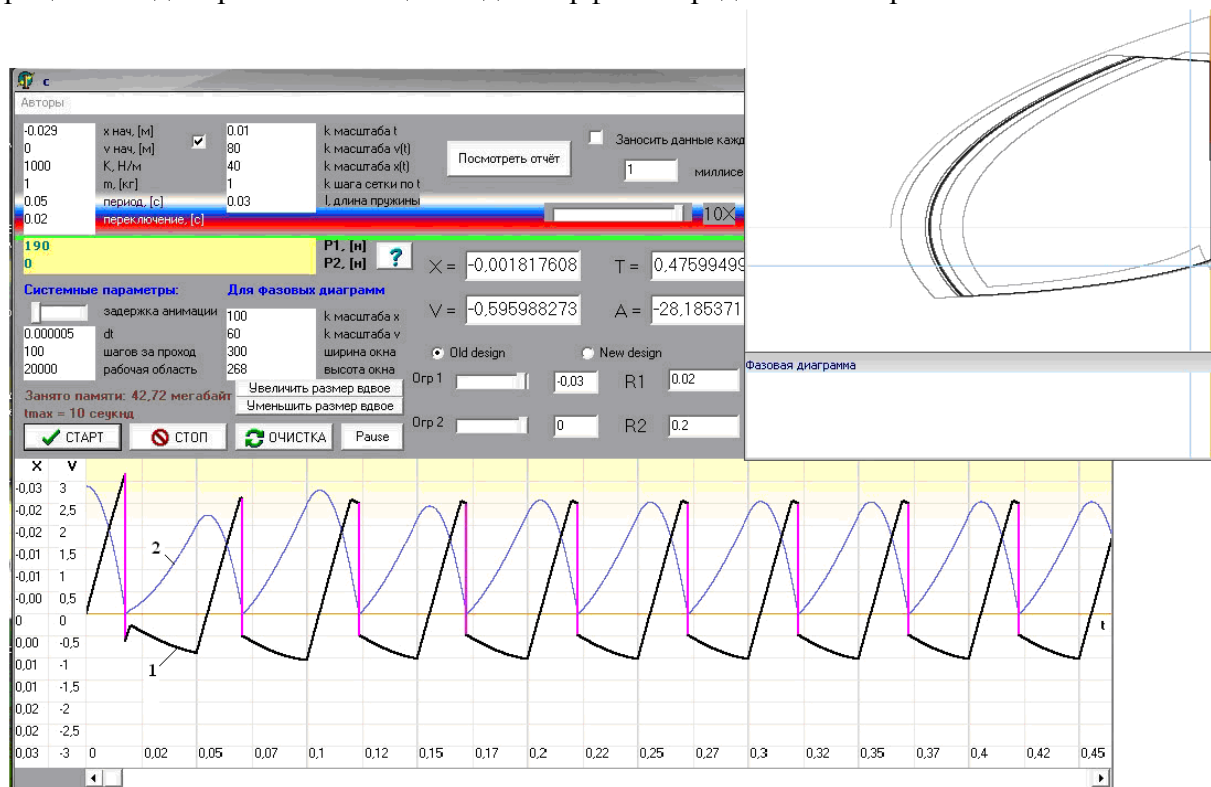 с
Авторы
-0.029 x нач, [м] 0.01 k масштаба t Заносить данные кажд
0 v нач, [м] 80 k масштаба v(t) Посмотреть отчёт
1000 K, Н/м 40 k масштаба x(t) 1 миллисе
1 m, [кг] 1 k шага сетки по t
0.05 период, [с] 0.03 l, длина пружины
0.02 переключение, [с] 10X
190 P1, [н]
0 P2, [н] ? X = -0,001817608 T = 0,47599499
Системные параметры: Для фазовых диаграмм
задержка анимации 100 k масштаба x V = -0,595988273 A = -28,185371
0.000005 dt 60 k масштаба v
100 шагов за проход 300 ширина окна Old design New design
20000 рабочая область 268 высота окна
Фазовая диаграмма
Огр 1 -0,03 R1 0.02
Увеличить размер вдвое
Занято памяти: 42,72 мегабайт
Уменьшить размер вдвое
tmax = 10 сеукнд
Огр 2 0 R2 0.2
СТАРТ СТОП ОЧИСТКА Pause
X V
-0,03 3
-0,02 2,5
-0,02 2
-0,01 1,5
-0,01 1
-0,00 0,5
0 0
0,00 -0,5
0,01 -1
0,01 -1,5
0,02 -2
0,02 -2,5
0,03 -3 0 0,02 0,05 0,07 0,1 0,12 0,15 0,17 0,2 0,22 0,25 0,27 0,3 0,32 0,35 0,37 0,4 0,42 0,45
2
1
t